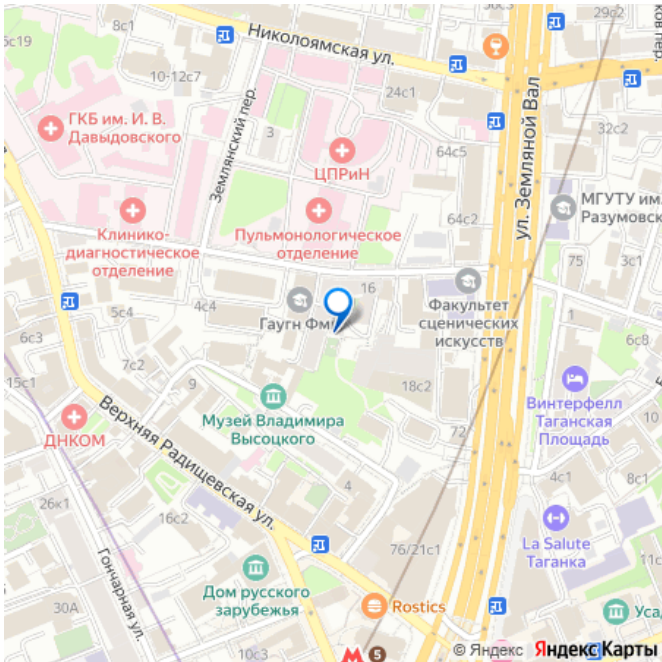 29с2
8с1
5с19
Николоямская ул.
10-12с7
24с1
ГКБ им. И. В.
Давыдовского
Землянский пер.
3
64с5
32с2
ул. Земляной Вал
ЦПРиН
МГУТУ им.
Разумовск
64с2
Клинико-
диагностическое
отделение
Пульмонологическое
отделение
75
3с1
16
Факультет
сценических
искусств
Гаугн Фм
4с4
5с4
6с3
1
6с8
7с2
15с1
9
18с2
Винтерфелл
Таганская
Площадь
Музей Владимира
Высоцкого
ДНКОМ
Верхняя Радищевская ул.
72
4с1
4
26к1
16с2
La Salute
Таганка
76/21с1
Гончарная ул.
Дом русского
зарубежья
30А
Rostics
Усад
10с3
5
© Яндекс Яндекс Карты